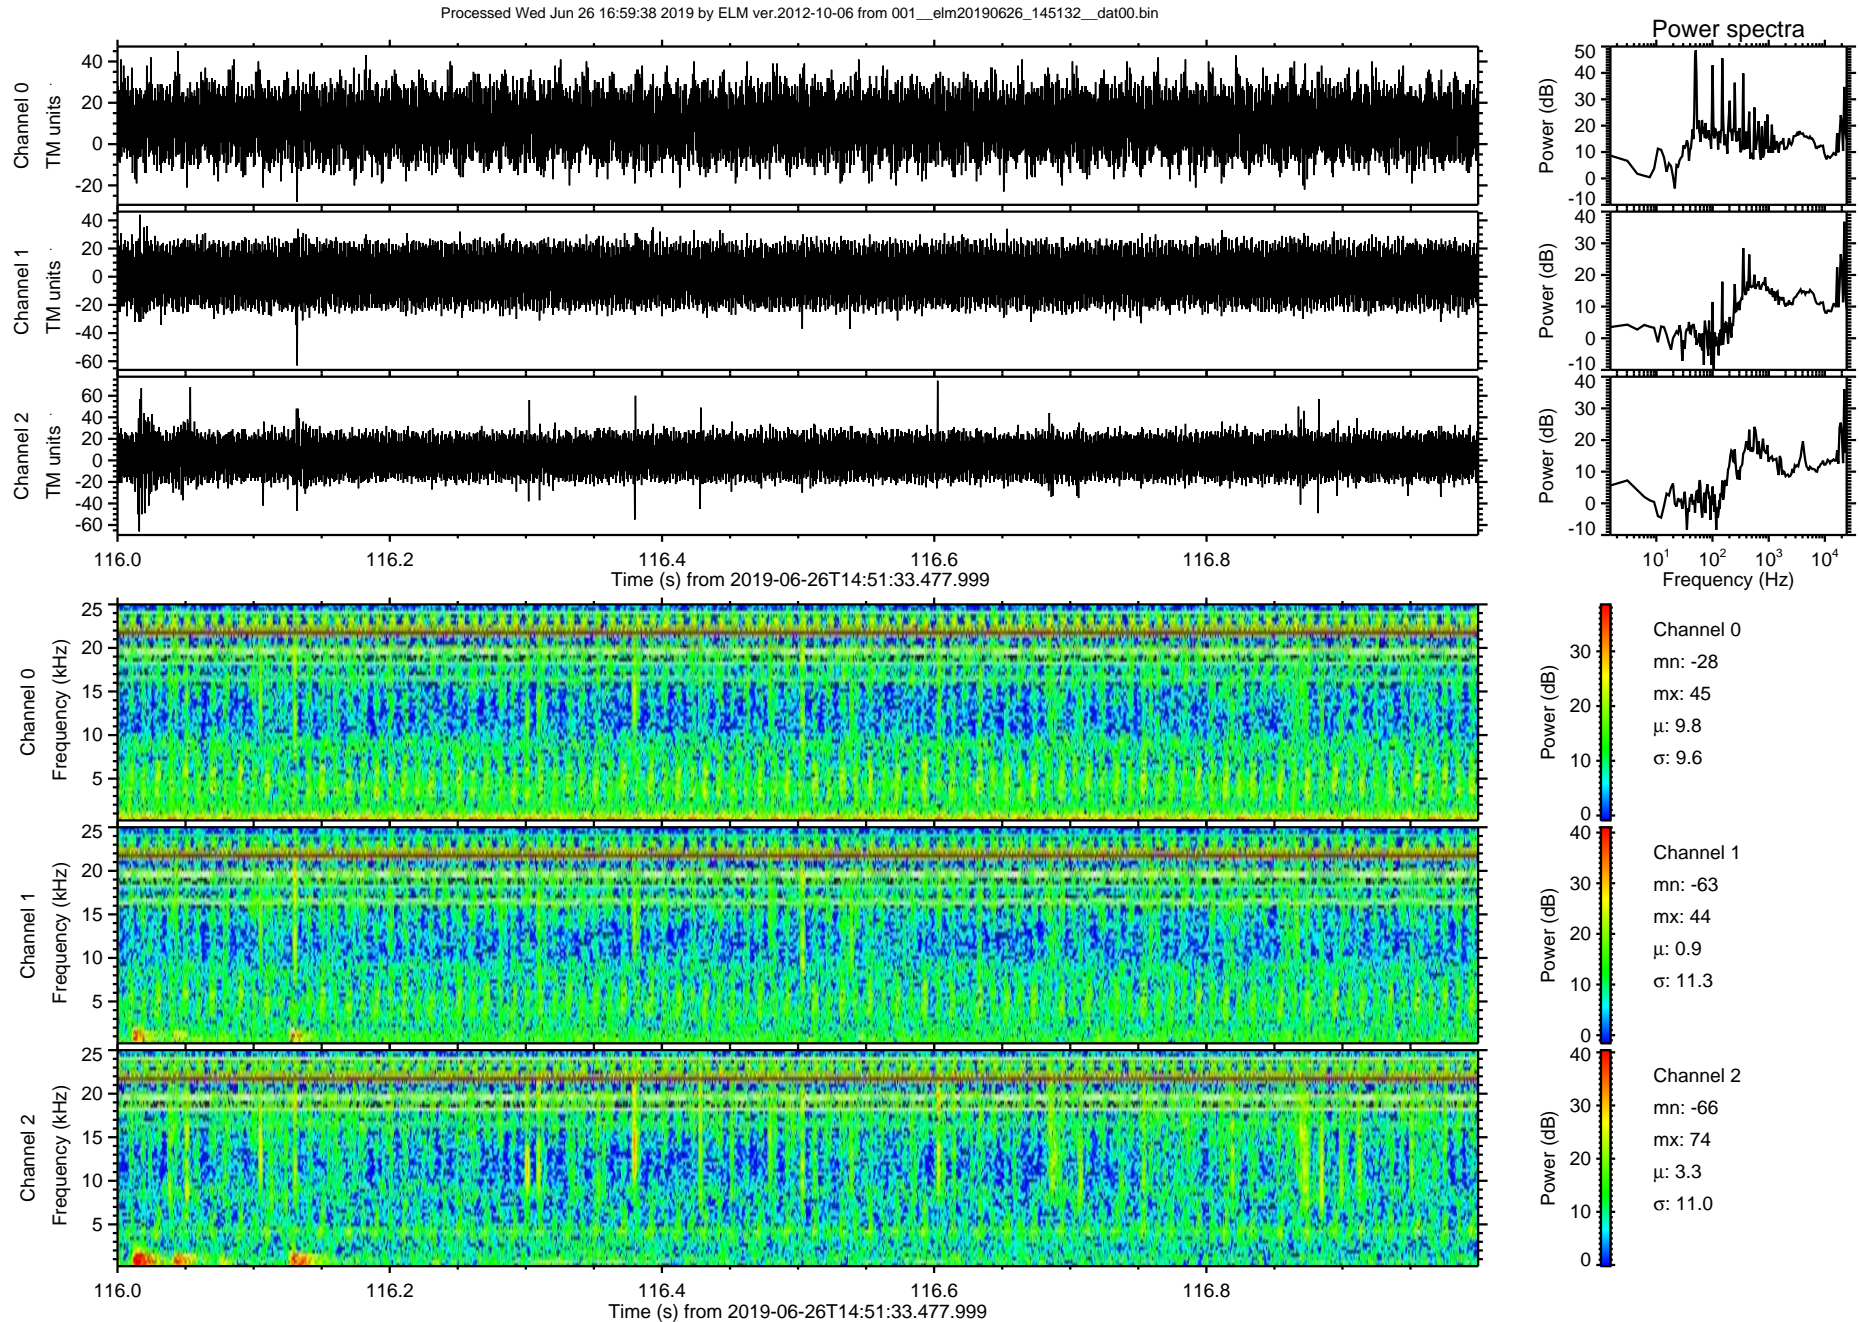 Processed Wed Jun 26 16:59:38 2019 by ELM ver.2012-10-06 from 001__elm20190626_145132__dat00.bin
Power spectra
Channel 0
TM units
40
20
0
-20
Power (dB)
50
40
30
20
10
0
-10
Channel 1
TM units
40
20
0
-20
-40
-60
Power (dB)
40
30
20
10
0
-10
Channel 2
TM units
60
40
20
0
-20
-40
-60
Power (dB)
40
30
20
10
0
-10
116.0 116.2 116.4 116.6 116.8
Time (s) from 2019-06-26T14:51:33.477.999
10¹ 10² 10³ 10⁴
Frequency (Hz)
Channel 0
Frequency (kHz)
25
20
15
10
5
Power (dB)
30
20
10
0
Channel 0
mn: -28
mx: 45
μ: 9.8
σ: 9.6
Channel 1
Frequency (kHz)
25
20
15
10
5
Power (dB)
40
30
20
10
0
Channel 1
mn: -63
mx: 44
μ: 0.9
σ: 11.3
Channel 2
Frequency (kHz)
25
20
15
10
5
Power (dB)
40
30
20
10
0
Channel 2
mn: -66
mx: 74
μ: 3.3
σ: 11.0
116.0 116.2 116.4 116.6 116.8
Time (s) from 2019-06-26T14:51:33.477.999